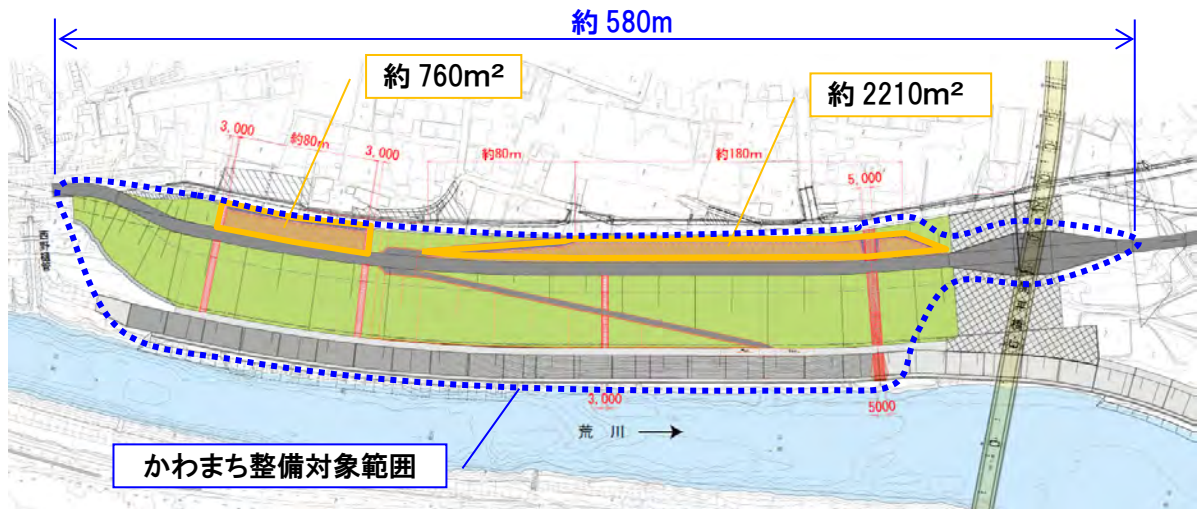 約 580m
約 760m²
約 2210m²
3,000
約80m
3,000
約80m
約180m
5,000
西野樋管
3,000
5000
荒 川
かわまち整備対象範囲